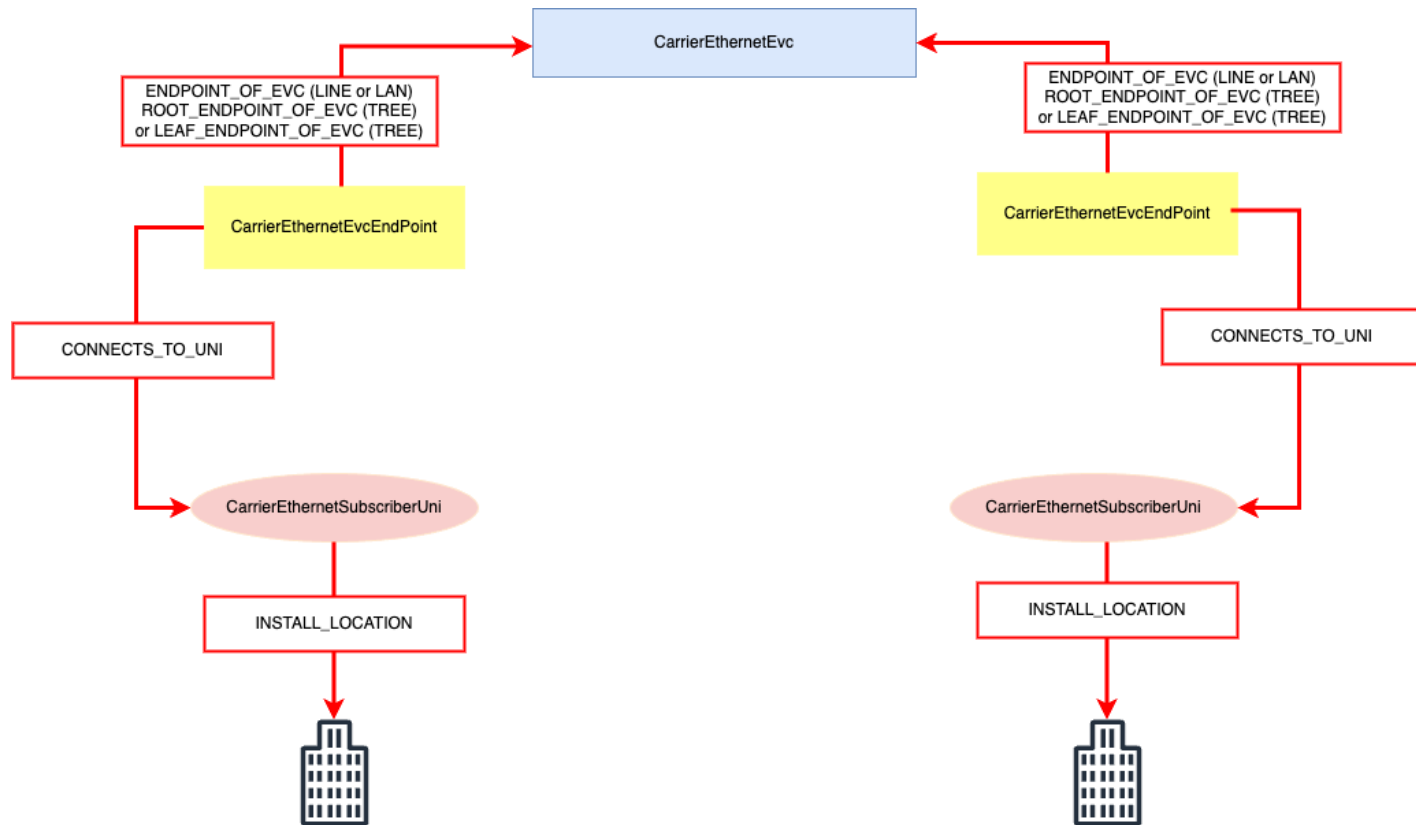 CarrierEthernetEvc
ENDPOINT_OF_EVC (LINE or LAN)
ROOT_ENDPOINT_OF_EVC (TREE)
or LEAF_ENDPOINT_OF_EVC (TREE)
ENDPOINT_OF_EVC (LINE or LAN)
ROOT_ENDPOINT_OF_EVC (TREE)
or LEAF_ENDPOINT_OF_EVC (TREE)
CarrierEthernetEvcEndPoint
CarrierEthernetEvcEndPoint
CONNECTS_TO_UNI
CONNECTS_TO_UNI
CarrierEthernetSubscriberUni
CarrierEthernetSubscriberUni
INSTALL_LOCATION
INSTALL_LOCATION